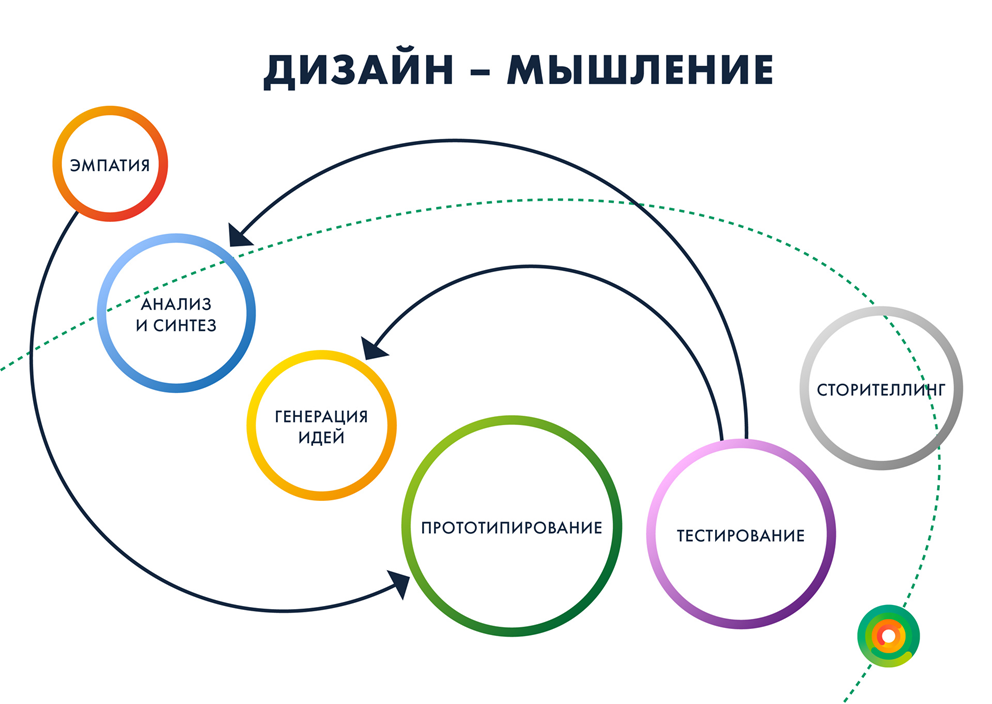 ДИЗАЙН – МЫШЛЕНИЕ
ЭМПАТИЯ
АНАЛИЗ
И СИНТЕЗ
ГЕНЕРАЦИЯ
ИДЕЙ
ПРОТОТИПИРОВАНИЕ
ТЕСТИРОВАНИЕ
СТОРИТЕЛЛИНГ